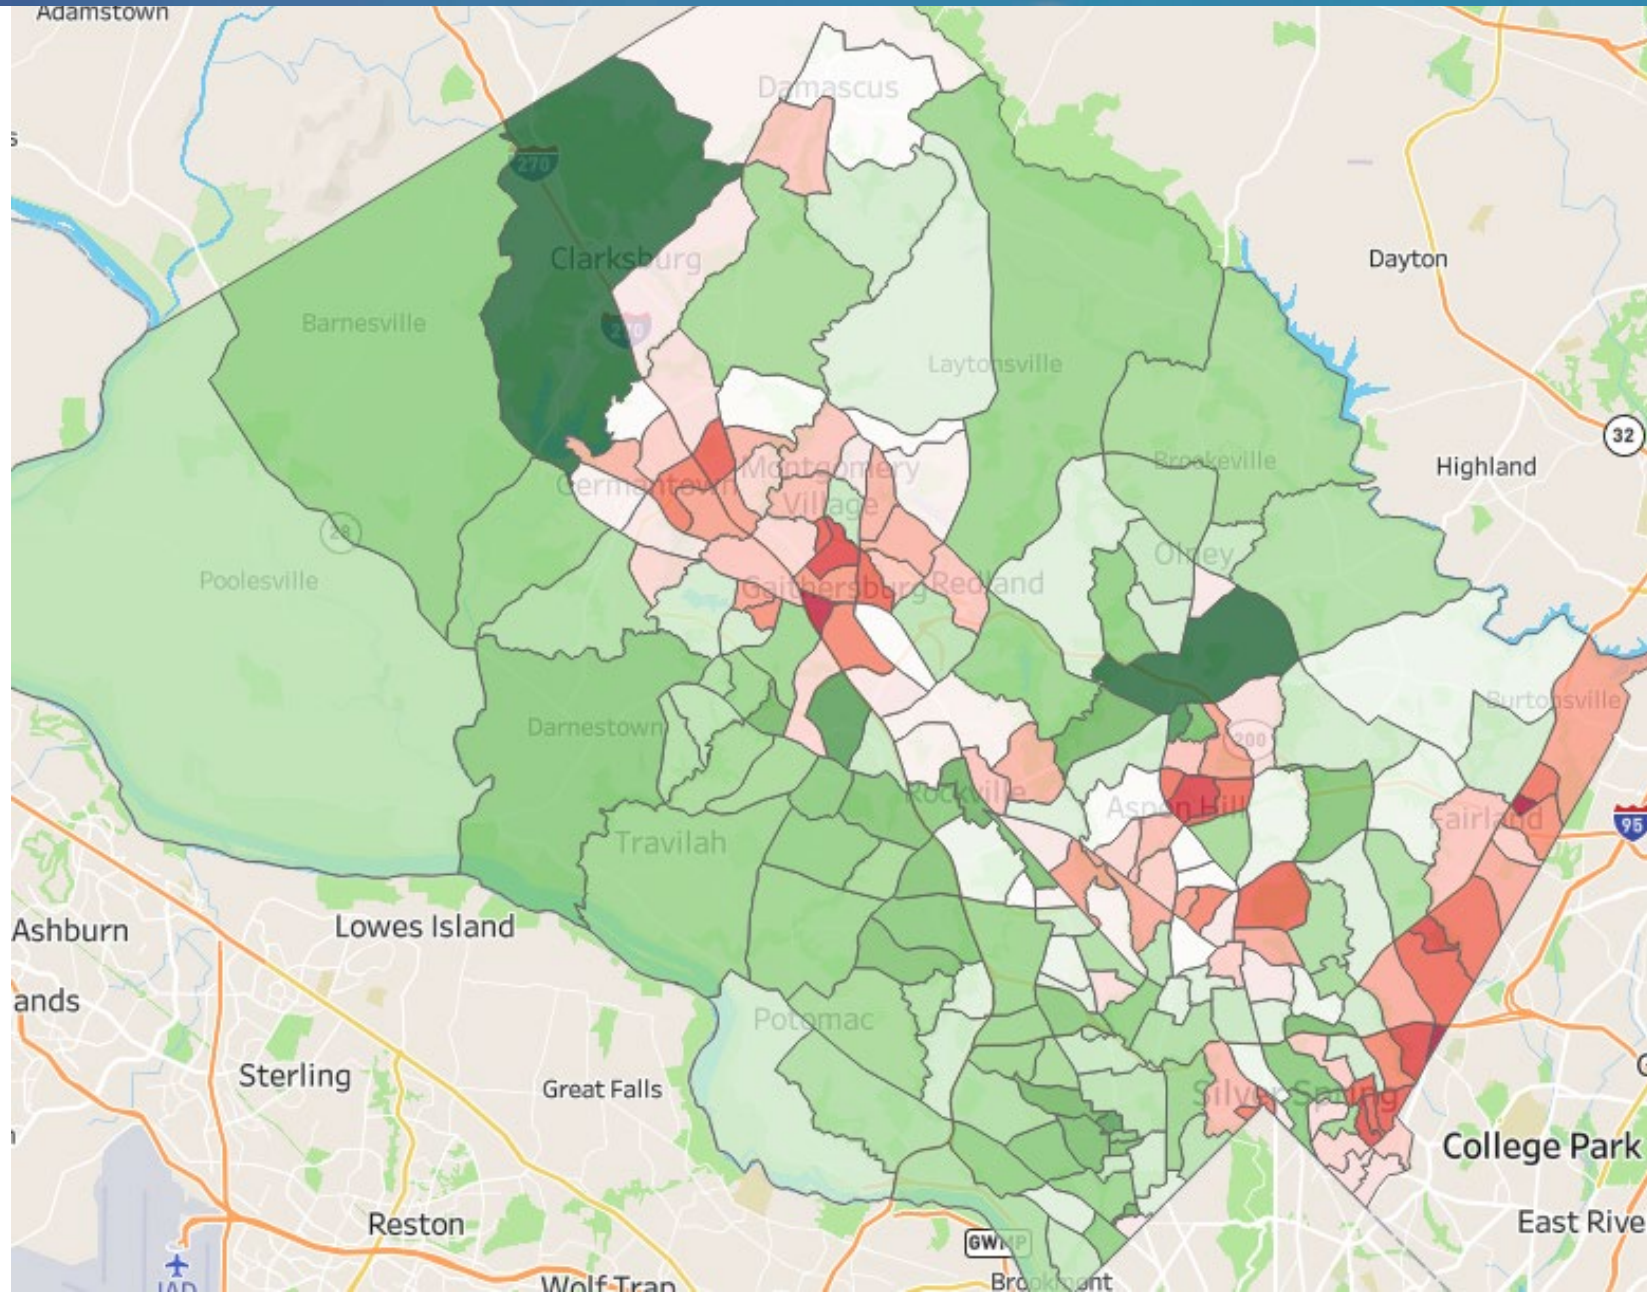 Adamstown
Damascus
270
Clarksburg
Dayton
Barnesville
270
Laytonsville
32
Brookeville
Highland
Montgomery
Village
Germantown
28
Olney
Poolesville
Gaithersburg
Redland
Burtonsville
Darnestown
200
Rockville
Aspen Hill
Fairland
95
Travilah
Ashburn
Lowes Island
ands
Potomac
Sterling
Great Falls
Silver Spring
College Park
Reston
East Rive
GWMP
Wolf Trap
Brookmont
IAD